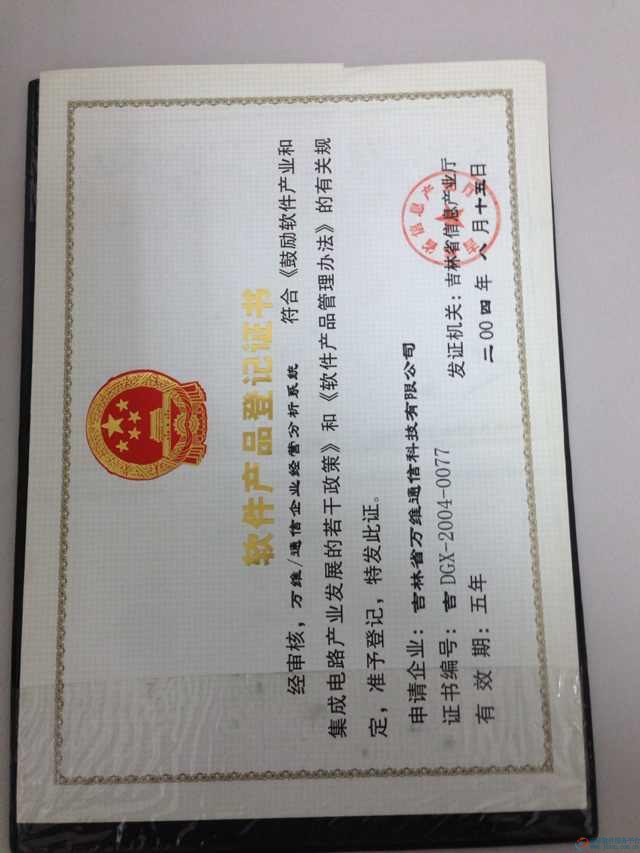 软件产品登记证书
经审核，万维/通信企业经营分析系统 符合《鼓励软件产业和
集成电路产业发展的若干政策》和《软件产品管理办法》的有关规
定，准予登记，特发此证。
申请企业：吉林省万维通信科技有限公司
证书编号：吉DGX-2004-0077
有效期：五年
发证机关：吉林省信息产业厅
二00四年八月十五日